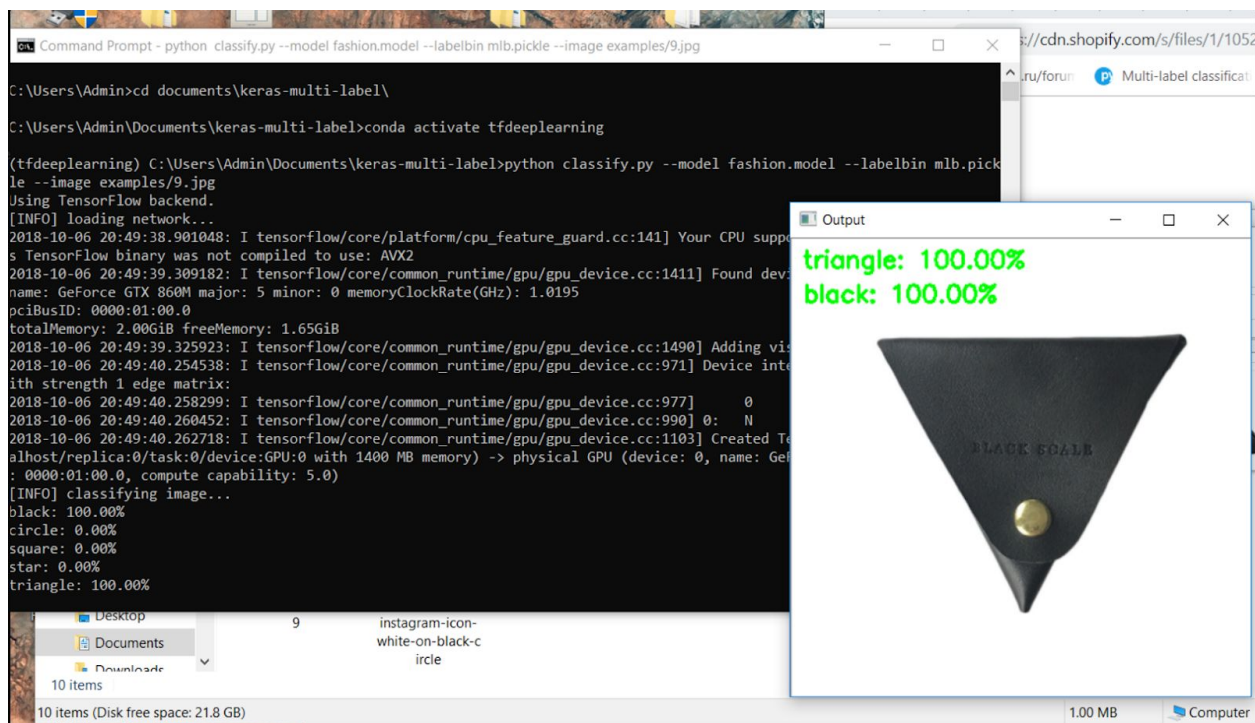 Command Prompt - python  classify.py --model fashion.model --labelbin mlb.pickle --image examples/9.jpg
C:\Users\Admin>cd documents\keras-multi-label\
C:\Users\Admin\Documents\keras-multi-label>conda activate tfdeeplearning
(tfdeeplearning) C:\Users\Admin\Documents\keras-multi-label>python classify.py --model fashion.model --labelbin mlb.pick
le --image examples/9.jpg
Using TensorFlow backend.
[INFO] loading network...
2018-10-06 20:49:38.901048: I tensorflow/core/platform/cpu_feature_guard.cc:141] Your CPU supp
s TensorFlow binary was not compiled to use: AVX2
2018-10-06 20:49:39.309182: I tensorflow/core/common_runtime/gpu/gpu_device.cc:1411] Found devi
name: GeForce GTX 860M major: 5 minor: 0 memoryClockRate(GHz): 1.0195
pciBusID: 0000:01:00.0
totalMemory: 2.00GiB freeMemory: 1.65GiB
2018-10-06 20:49:39.325923: I tensorflow/core/common_runtime/gpu/gpu_device.cc:1490] Adding vis
2018-10-06 20:49:40.254538: I tensorflow/core/common_runtime/gpu/gpu_device.cc:971] Device inte
ith strength 1 edge matrix:
2018-10-06 20:49:40.258299: I tensorflow/core/common_runtime/gpu/gpu_device.cc:977]      0
2018-10-06 20:49:40.260452: I tensorflow/core/common_runtime/gpu/gpu_device.cc:990] 0:   N
2018-10-06 20:49:40.262718: I tensorflow/core/common_runtime/gpu/gpu_device.cc:1103] Created Te
alhost/replica:0/task:0/device:GPU:0 with 1400 MB memory) -> physical GPU (device: 0, name: GeF
: 0000:01:00.0, compute capability: 5.0)
[INFO] classifying image...
black: 100.00%
circle: 0.00%
square: 0.00%
star: 0.00%
triangle: 100.00%
://cdn.shopify.com/s/files/1/1052
.ru/forum
Multi-label classificat
Output
triangle: 100.00%
black: 100.00%
BLACK SCALE
Desktop
Documents
Downloads
9
instagram-icon-
white-on-black-c
ircle
10 items
10 items (Disk free space: 21.8 GB)
1.00 MB
Computer